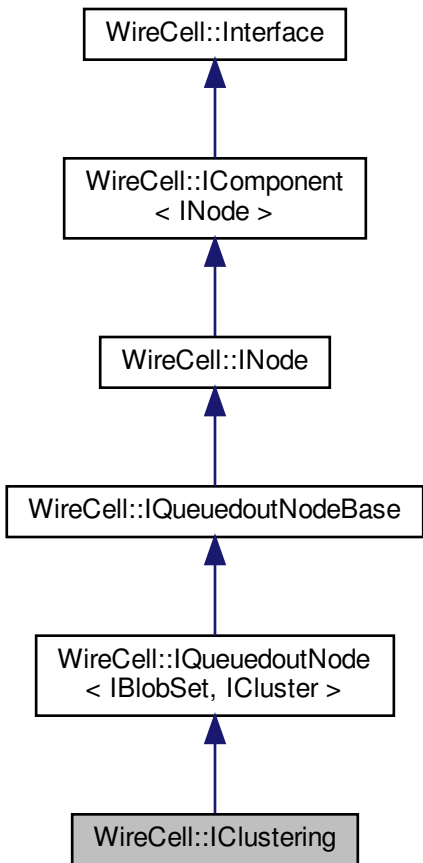 WireCell::Interface
WireCell::IComponent
< INode >
WireCell::INode
WireCell::IQueuedoutNodeBase
WireCell::IQueuedoutNode
< IBlobSet, ICluster >
WireCell::IClustering